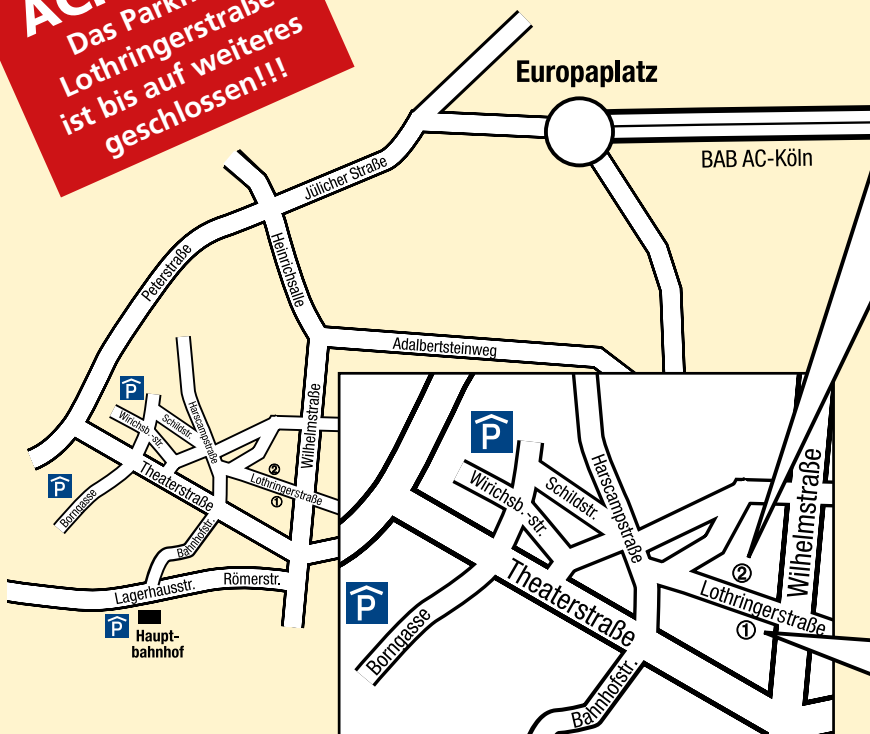 Das
Lothringerstraße
ist bis auf weiteres
geschlossen!!!
Europaplatz
BAB AC-Köln
Jülicher Straße
Peterstraße
Heinrichsalle
Adalbertsteinweg
P
Harscampstraße
Wilhelmstraße
Wirichsb.-str.
Schildstr.
P
Theaterstraße
②
Lothringerstraße
①
Borngasse
Bahnhofstr.
Lagerhausstr.
Römerstr.
P
Haupt-
bahnhof
P
Harscampstraße
Wirichsb.-str.
Schildstr.
Wilhelmstraße
Theaterstraße
②
Lothringerstraße
①
P
Borngasse
Bahnhofstr.